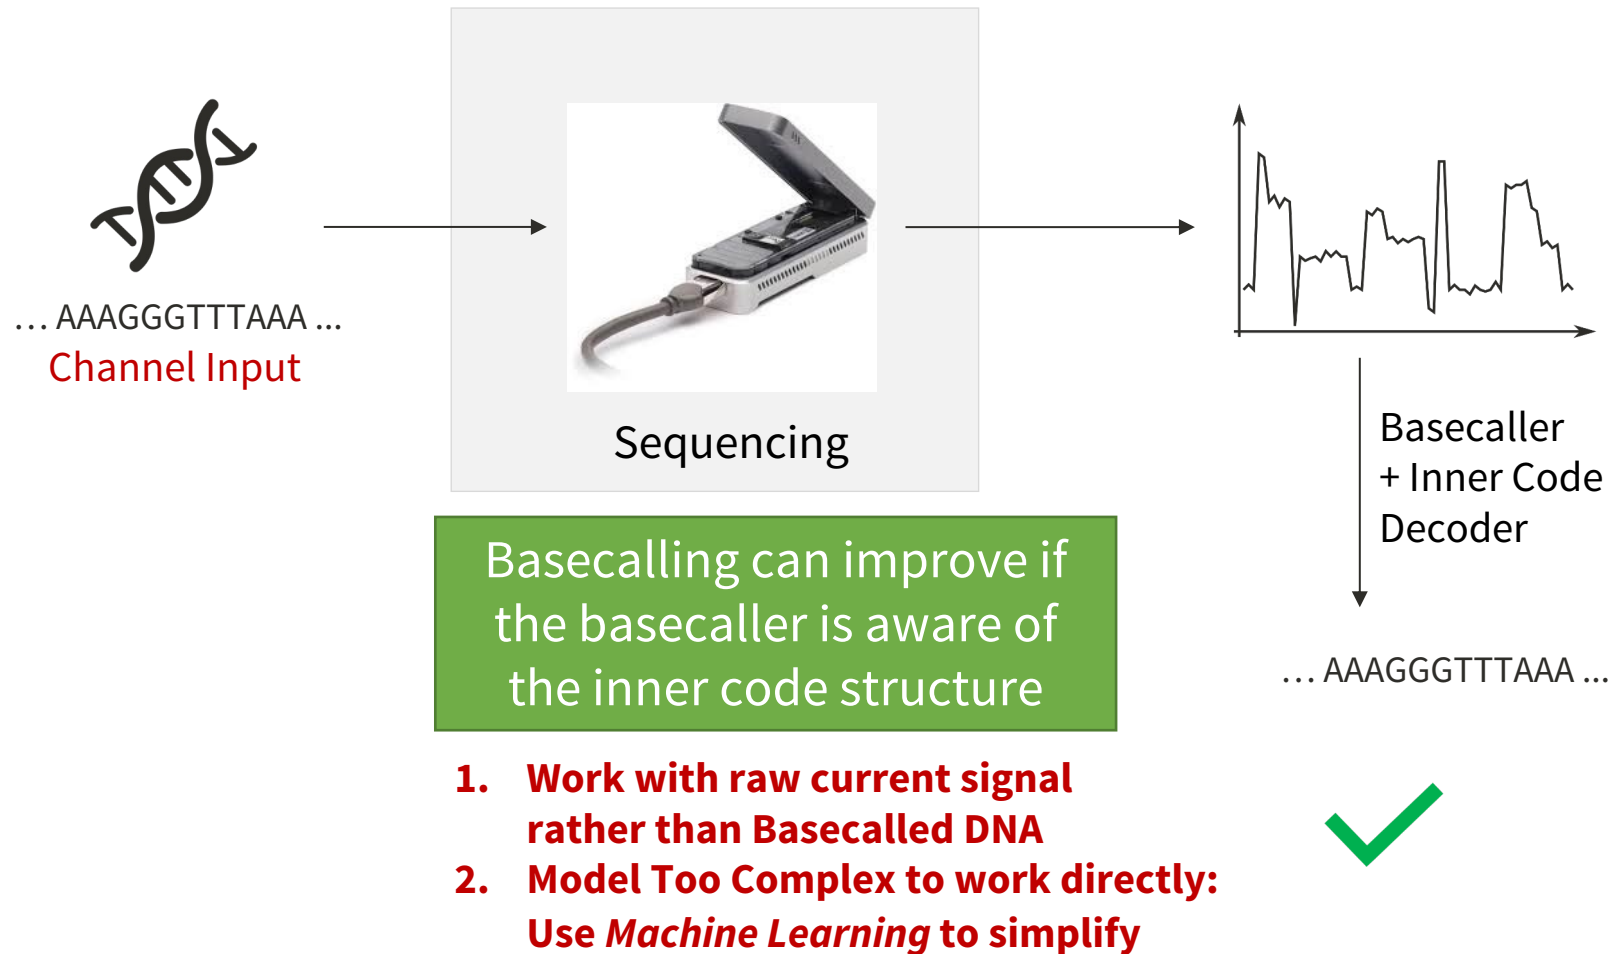 ... AAAGGGTTTAAA ...
Channel Input
Sequencing
Basecaller
+ Inner Code
Decoder
Basecalling can improve if
the basecaller is aware of
the inner code structure
... AAAGGGTTTAAA ...
1. Work with raw current signal
rather than Basecalled DNA
2. Model Too Complex to work directly:
Use Machine Learning to simplify